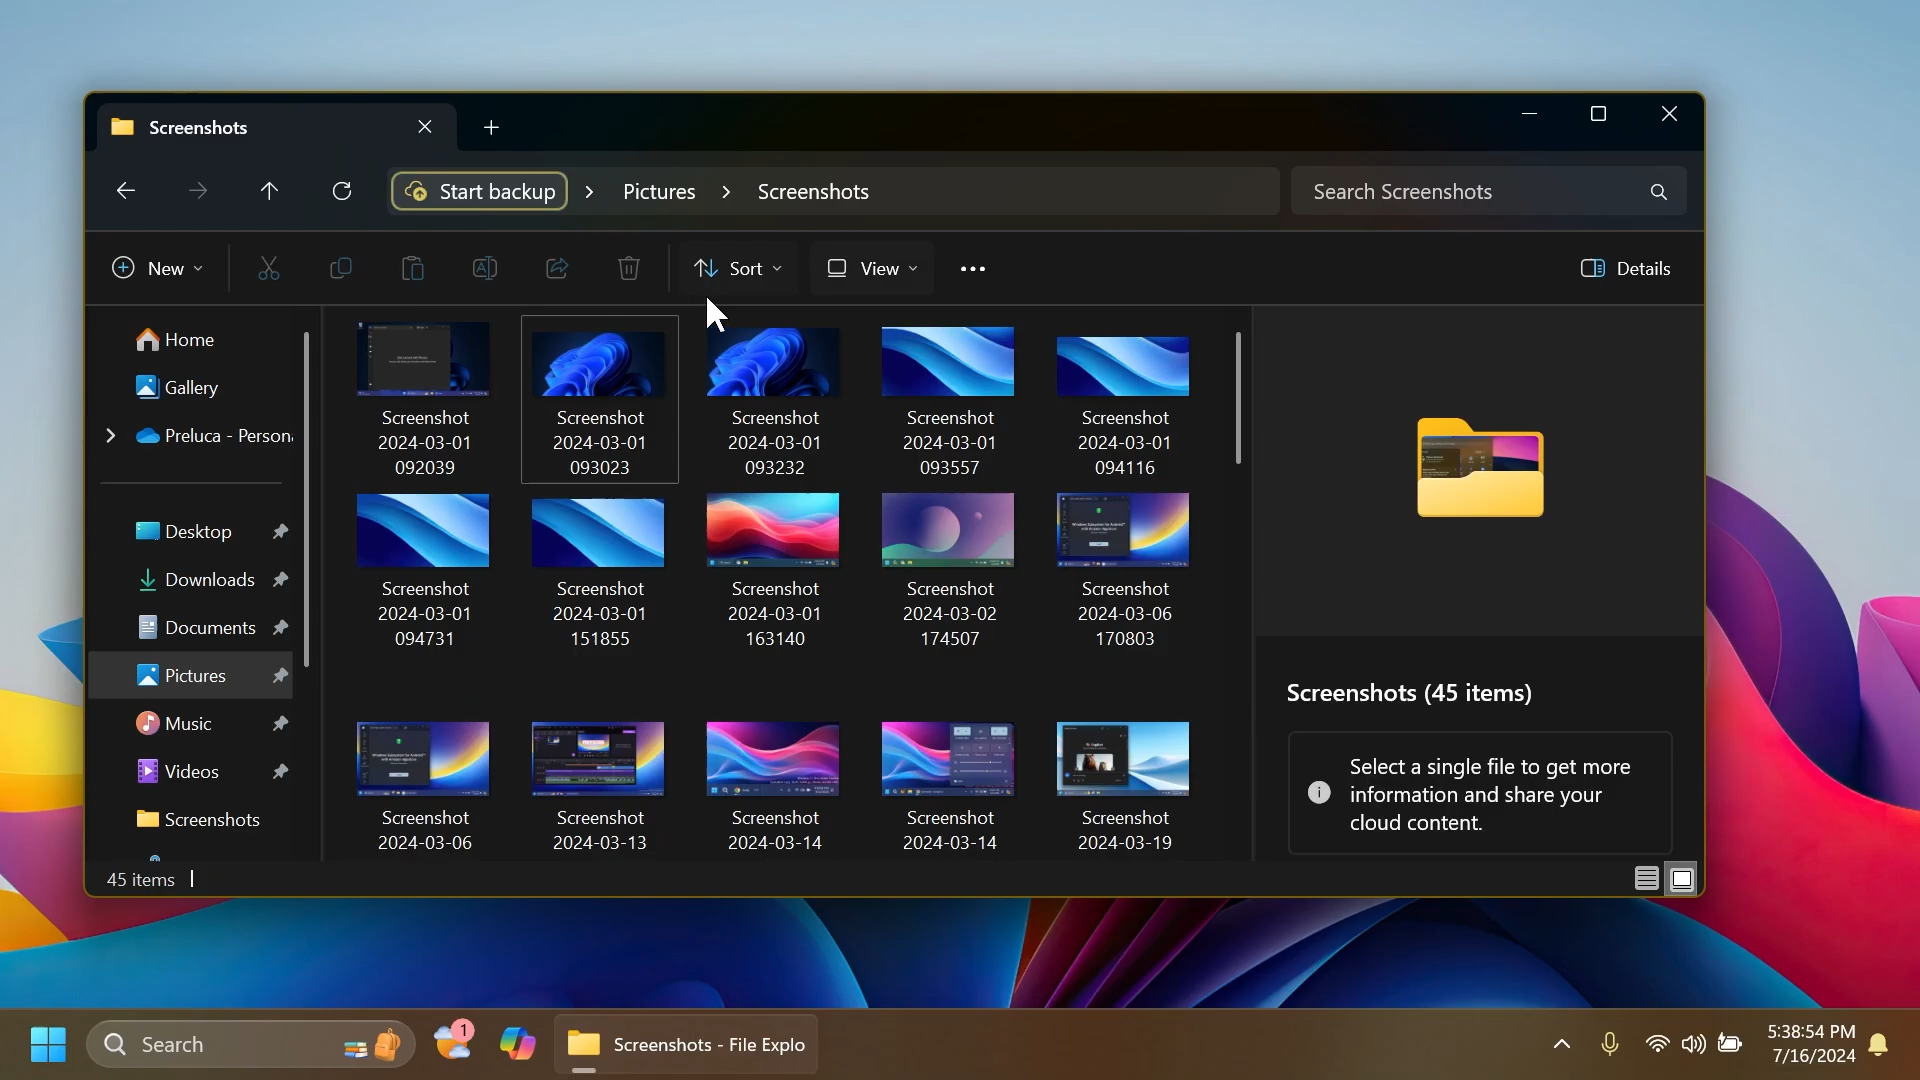 Screenshots
Start backup
Pictures
Screenshots
Search Screenshots
New
Sort
View
Details
Home
Gallery
Preluca - Person
Desktop
Downloads
Documents
Pictures
Music
Videos
Screenshots
Screenshot
2024-03-01
092039
Screenshot
2024-03-01
093023
Screenshot
2024-03-01
093232
Screenshot
2024-03-01
093557
Screenshot
2024-03-01
094116
Screenshot
2024-03-01
094731
Screenshot
2024-03-01
151855
Screenshot
2024-03-01
163140
Screenshot
2024-03-02
174507
Screenshot
2024-03-06
170803
Screenshot
2024-03-06
Screenshot
2024-03-13
Screenshot
2024-03-14
Screenshot
2024-03-14
Screenshot
2024-03-19
Screenshots (45 items)
Select a single file to get more
information and share your
cloud content.
45 items
Search
1
Screenshots - File Explo
5:38:54 PM
7/16/2024